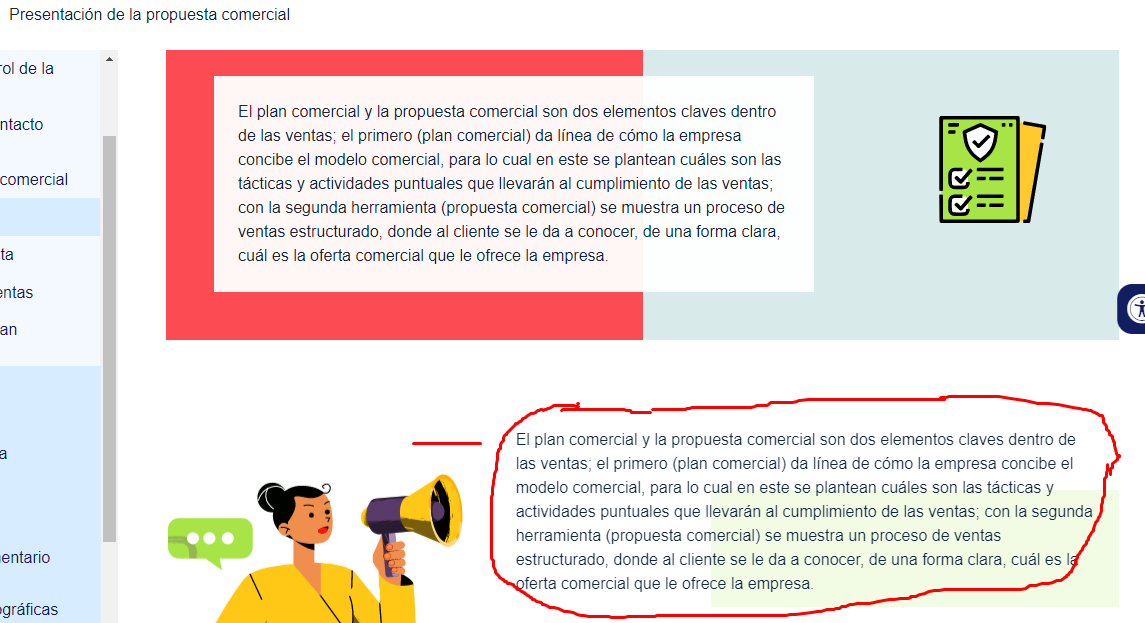 Presentación de la propuesta comercial
rol de la
ntacto
comercial
ta
entas
an
a
entario
ográficas
El plan comercial y la propuesta comercial son dos elementos claves dentro
de las ventas; el primero (plan comercial) da línea de cómo la empresa
concibe el modelo comercial, para lo cual en este se plantean cuáles son las
tácticas y actividades puntuales que llevarán al cumplimiento de las ventas;
con la segunda herramienta (propuesta comercial) se muestra un proceso de
ventas estructurado, donde al cliente se le da a conocer, de una forma clara,
cuál es la oferta comercial que le ofrece la empresa.
El plan comercial y la propuesta comercial son dos elementos claves dentro de
las ventas; el primero (plan comercial) da línea de cómo la empresa concibe el
modelo comercial, para lo cual en este se plantean cuáles son las tácticas y
actividades puntuales que llevarán al cumplimiento de las ventas; con la segunda
herramienta (propuesta comercial) se muestra un proceso de ventas
estructurado, donde al cliente se le da a conocer, de una forma clara, cuál es la
oferta comercial que le ofrece la empresa.